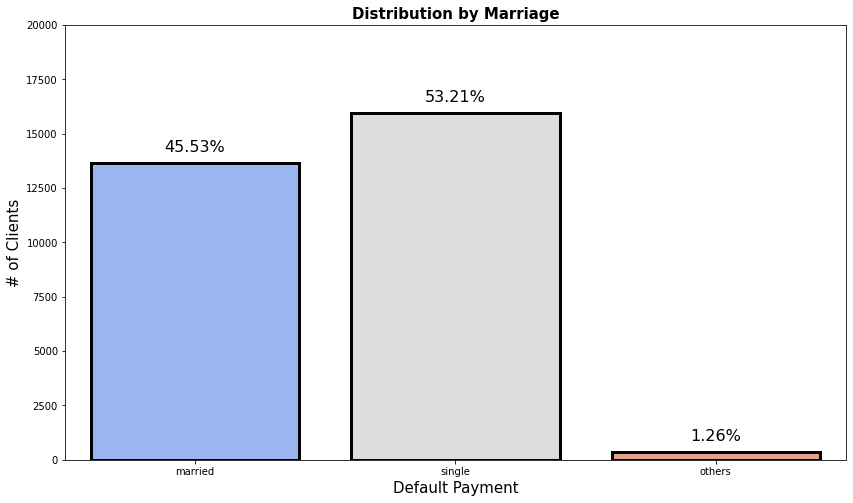 Distribution by Marriage
20000
17500
15000
12500
10000
7500
5000
2500
0
# of Clients
45.53%
53.21%
1.26%
married
single
others
Default Payment